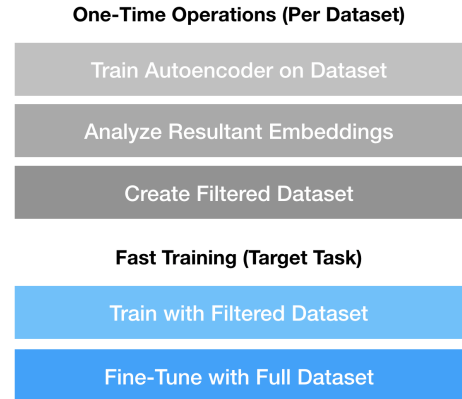 One-Time Operations (Per Dataset)
Train Autoencoder on Dataset
Analyze Resultant Embeddings
Create Filtered Dataset
Fast Training (Target Task)
Train with Filtered Dataset
Fine-Tune with Full Dataset